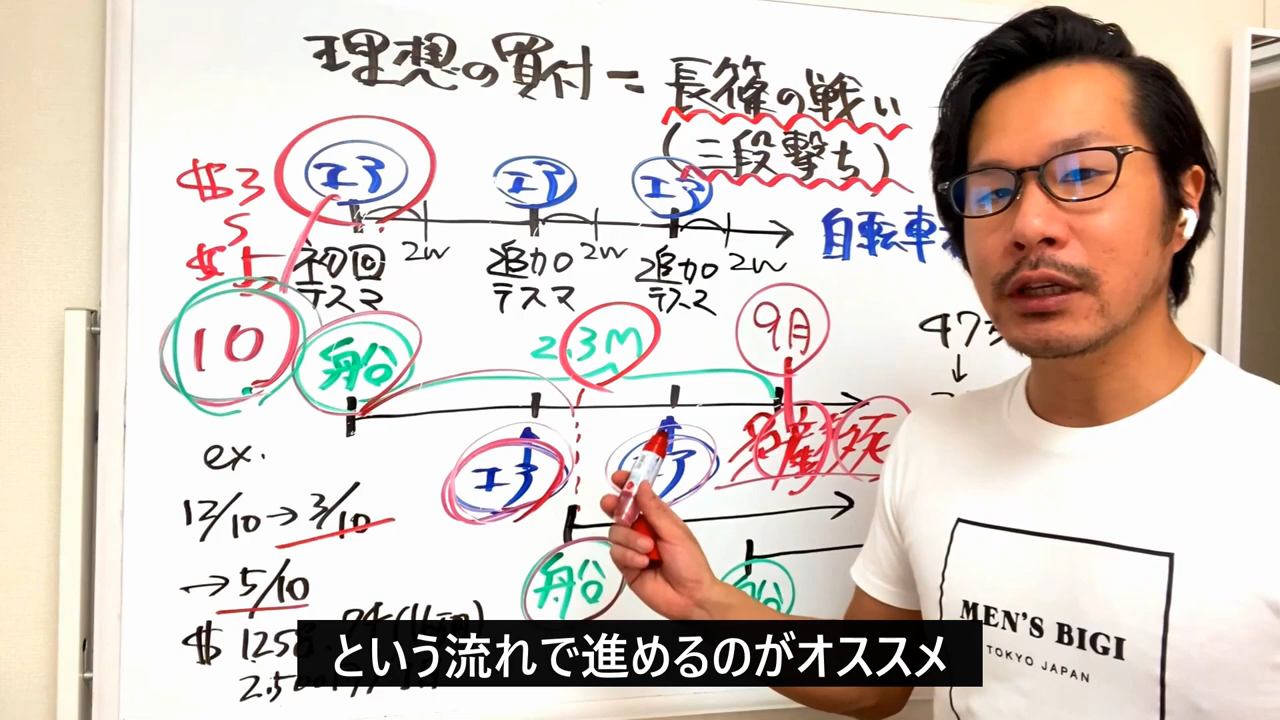 理想の買付=長篠の戦い
(三段撃ち)
$3
$1
エア
エア
エア
2W
2W
2W
初回
テスマ
追加
テスマ
追加
テスマ
自転車
10
船
2.3M
9月
473
エア
エア
船
船
ex.
12/10→3/10
→5/10
$1258
MEN'S BIGI
TOKYO JAPAN
という流れで進めるのがオススメ